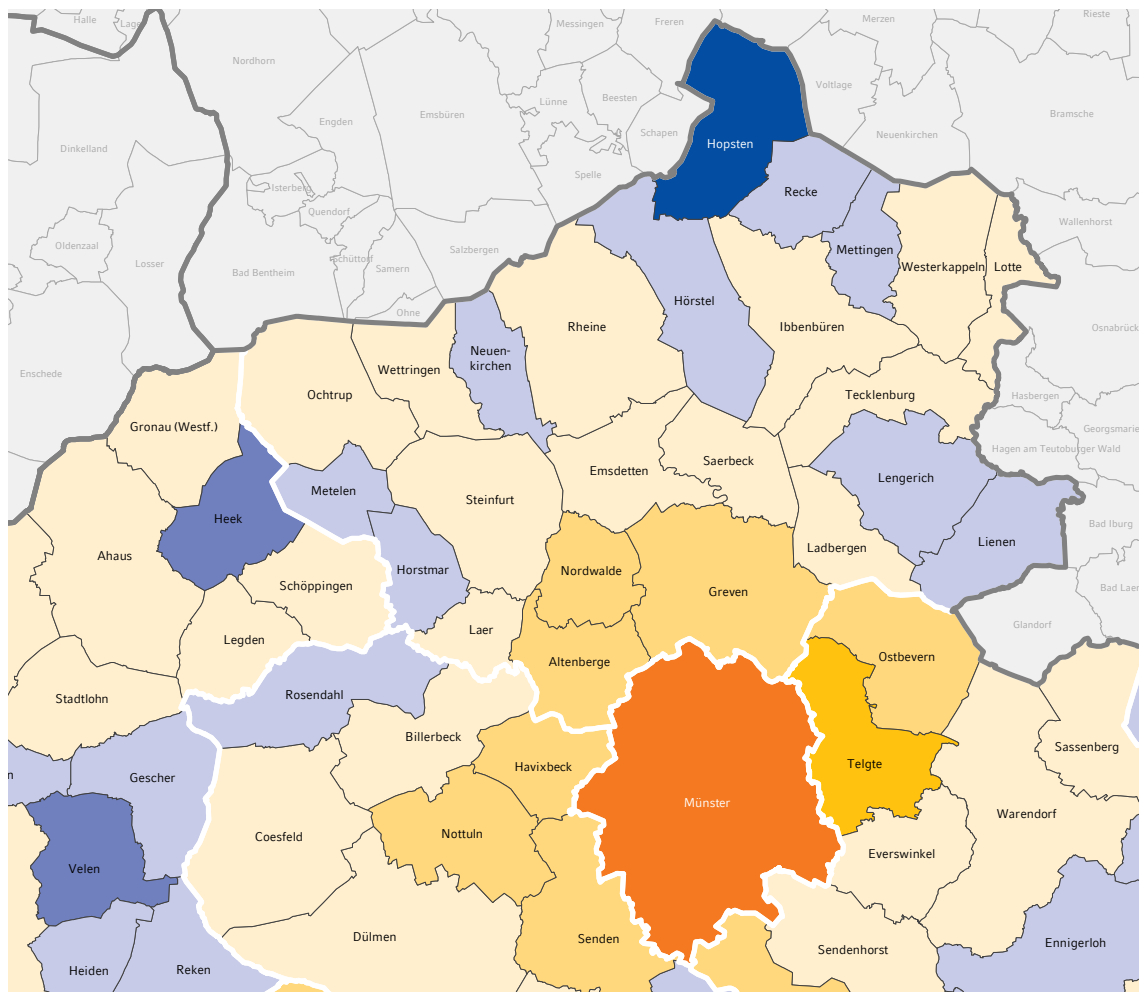 Halle
Lage
Messingen
Freren
Merzen
Rieste
Nordhorn
Voltlage
Lünne
Beesten
Emsbüren
Bramsche
Engden
Schapen
Neuenkirchen
Hopsten
Dinkelland
Spelle
Isterberg
Recke
Quendorf
Wallenhorst
Oldenzaal
Salzbergen
Mettingen
Losser
Bad Bentheim
Schüttorf
Samern
Westerkappeln
Lotte
Hörstel
Ohne
Rheine
Ibbenbüren
Osnabrück
Neuen-
kirchen
Enschede
Wettringen
Ochtrup
Tecklenburg
Hasbergen
Gronau (Westf.)
Georgsmarie
Hagen am Teutoburger Wald
Saerbeck
Emsdetten
Lengerich
Metelen
Steinfurt
Heek
Bad Iburg
Lienen
Ladbergen
Ahaus
Horstmar
Nordwalde
Schöppingen
Bad Laer
Greven
Glandorf
Laer
Legden
Ostbevern
Altenberge
Rosendahl
Stadtlohn
Billerbeck
Sassenberg
Telgte
Havixbeck
n
Gescher
Münster
Warendorf
Nottuln
Coesfeld
Everswinkel
Velen
Dülmen
Senden
Ennigerloh
Sendenhorst
Heiden
Reken